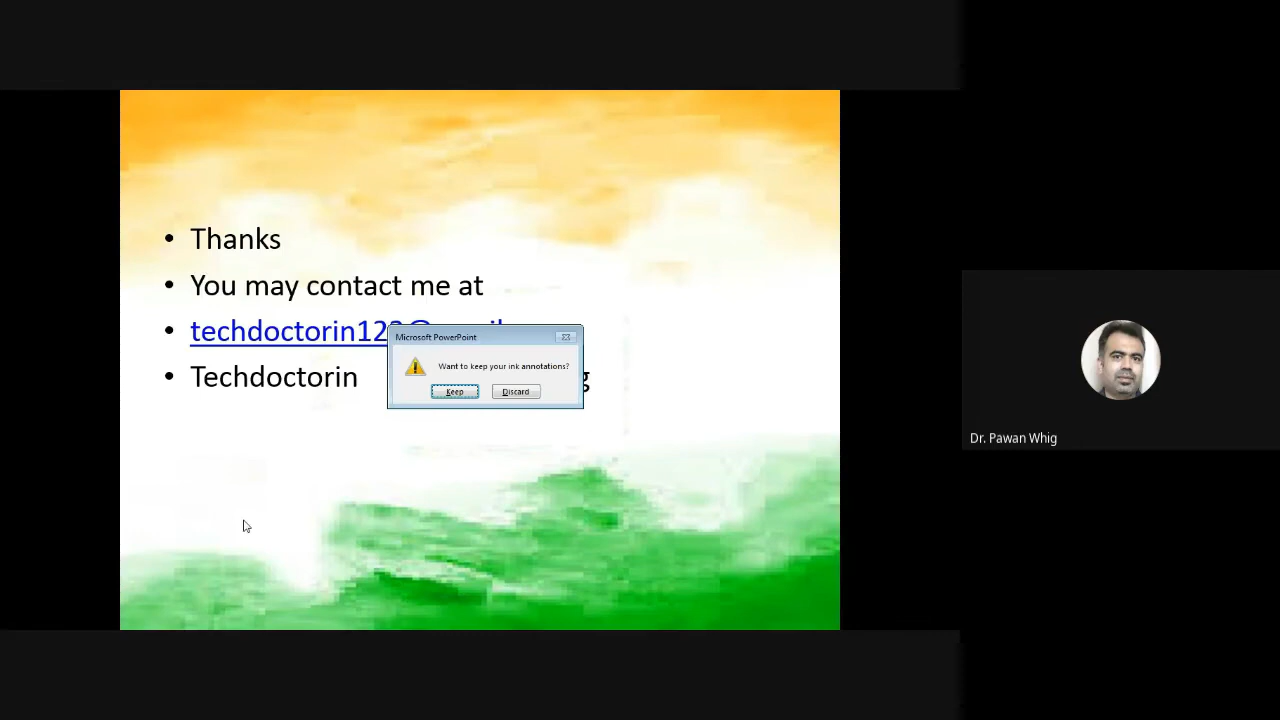 Thanks
You may contact me at
Techdoctorin
Microsoft PowerPoint
Want to keep your ink annotations?
Keep Discard
Dr. Pawan Whig